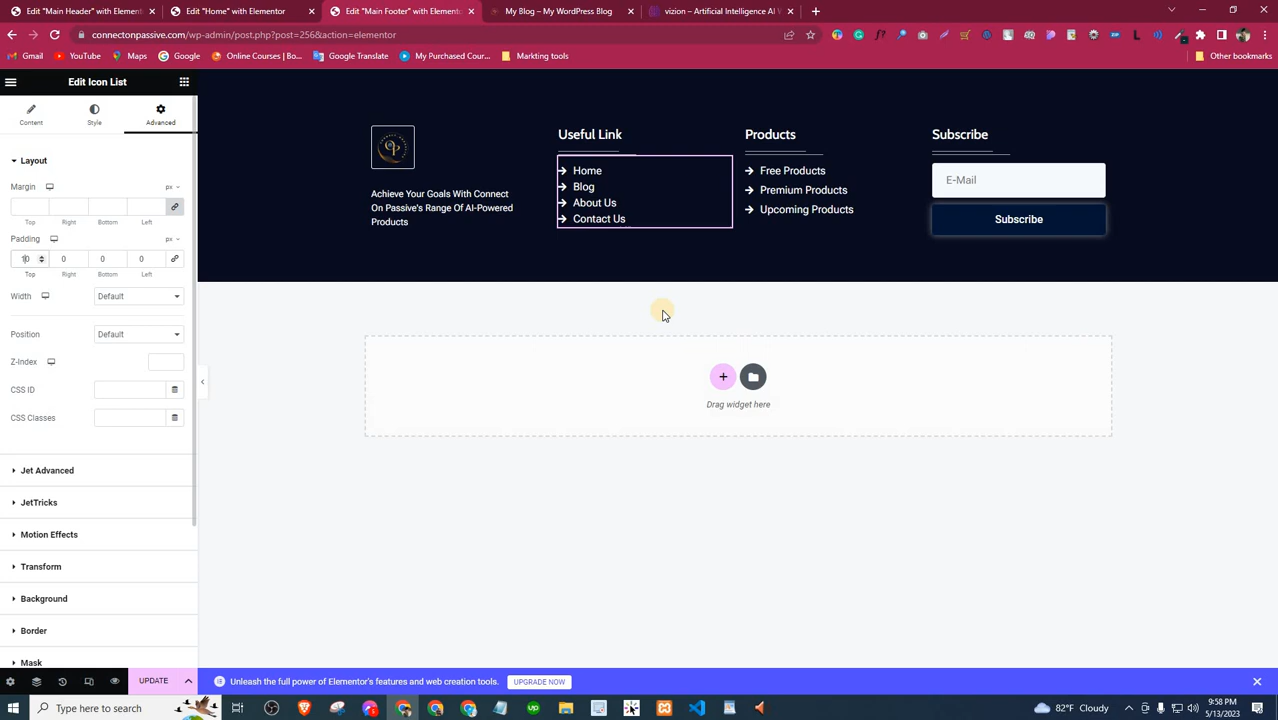 Edit "Main Header" with Elemen
Edit "Home" with Elementor
Edit "Main Footer" with Elemento
My Blog – My WordPress Blog
vizion – Artificial Intelligence AI W
connectonpassive.com/wp-admin/post.php?post=256&action=elementor
Gmail
YouTube
Maps
Google
Online Courses | Bo...
Google Translate
My Purchased Cour...
Markting tools
Other bookmarks
Edit Icon List
Content
Style
Advanced
Layout
Margin
px
Top
Right
Bottom
Left
Padding
px
10
0
0
0
Top
Right
Bottom
Left
Width
Default
Position
Default
Z-Index
CSS ID
CSS Classes
Jet Advanced
JetTricks
Motion Effects
Transform
Background
Border
Mask
UPDATE
Achieve Your Goals With Connect
On Passive's Range Of AI-Powered
Products
Useful Link
Home
Blog
About Us
Contact Us
Products
Free Products
Premium Products
Upcoming Products
Subscribe
E-Mail
Subscribe
Drag widget here
Unleash the full power of Elementor's features and web creation tools.
UPGRADE NOW
Type here to search
82°F Cloudy
9:58 PM
5/13/2023